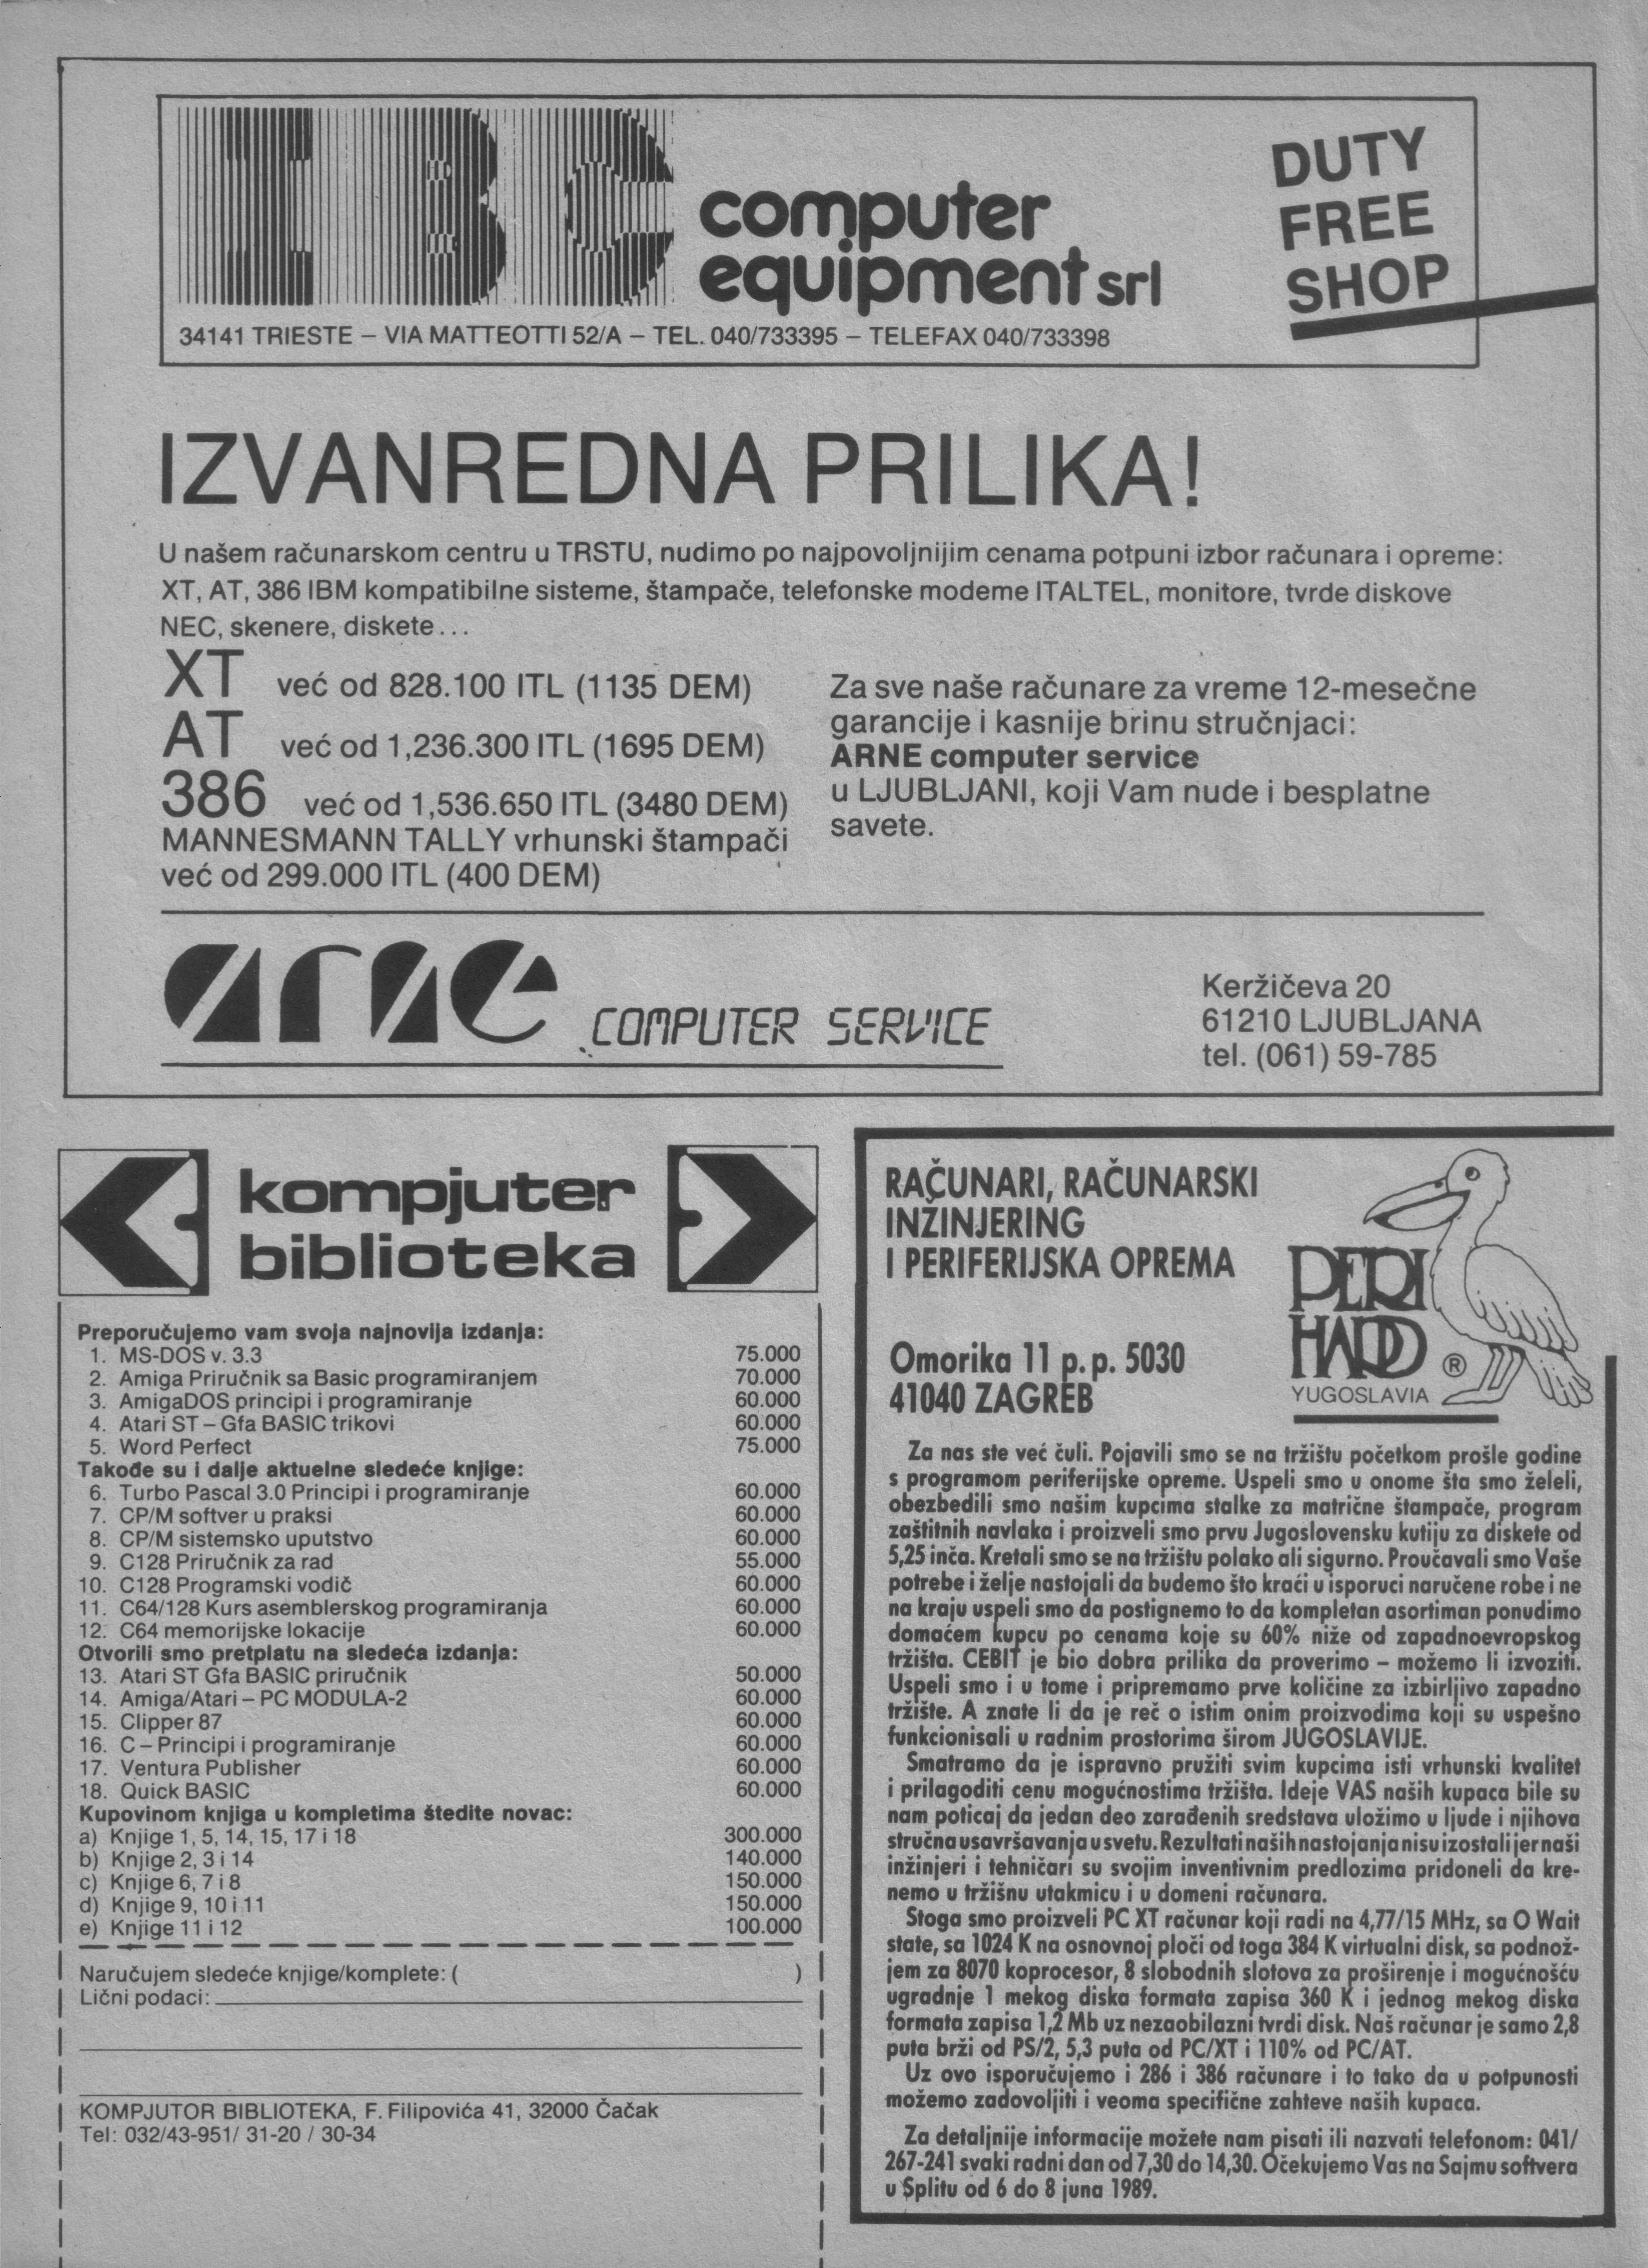 IBC computer
equipment srl
DUTY
FREE
SHOP
34141 TRIESTE – VIA MATTEOTTI 52/A – TEL. 040/733395 – TELEFAX 040/733398
IZVANREDNA PRILIKA!
U našem računarskom centru u TRSTU, nudimo po najpovoljnijim cenama potpuni izbor računara i opreme:
XT, AT, 386 IBM kompatibilne sisteme, štampače, telefonske modeme ITALTEL, monitore, tvrde diskove
NEC, skenere, diskete...
XT već od 828.100 ITL (1135 DEM)
AT već od 1,236.300 ITL (1695 DEM)
386 već od 1,536.650 ITL (3480 DEM)
MANNESMANN TALLY vrhunski štampači
već od 299.000 ITL (400 DEM)
Za sve naše računare za vreme 12-mesečne
garancije i kasnije brinu stručnjaci:
ARNE computer service
u LJUBLJANI, koji Vam nude i besplatne
savete.
arne COMPUTER SERVICE
Keržičeva 20
61210 LJUBLJANA
tel. (061) 59-785
kompjuter
biblioteka
Preporučujemo vam svoja najnovija izdanja:
1. MS-DOS v. 3.3 75.000
2. Amiga Priručnik sa Basic programiranjem 70.000
3. AmigaDOS principi i programiranje 60.000
4. Atari ST – Gfa BASIC trikovi 60.000
5. Word Perfect 75.000
Takođe su i dalje aktuelne sledeće knjige:
6. Turbo Pascal 3.0 Principi i programiranje 60.000
7. CP/M softver u praksi 60.000
8. CP/M sistemsko uputstvo 60.000
9. C128 Priručnik za rad 55.000
10. C128 Programski vodič 60.000
11. C64/128 Kurs asemblerskog programiranja 60.000
12. C64 memorijske lokacije 60.000
Otvorili smo pretplatu na sledeća izdanja:
13. Atari ST Gfa BASIC priručnik 50.000
14. Amiga/Atari – PC MODULA-2 60.000
15. Clipper 87 60.000
16. C – Principi i programiranje 60.000
17. Ventura Publisher 60.000
18. Quick BASIC 60.000
Kupovinom knjiga u kompletima štedite novac:
a) Knjige 1, 5, 14, 15, 17 i 18 300.000
b) Knjige 2, 3 i 14 140.000
c) Knjige 6, 7 i 8 150.000
d) Knjige 9, 10 i 11 150.000
e) Knjige 11 i 12 100.000
Naručujem sledeće knjige/komplete: ( )
Lični podaci:
KOMPJUTOR BIBLIOTEKA, F. Filipovića 41, 32000 Čačak
Tel: 032/43-951/ 31-20 / 30-34
RAČUNARI, RAČUNARSKI
INŽINJERING
I PERIFERIJSKA OPREMA
Omorika 11 p.p. 5030
41040 ZAGREB
PERI
HARD ®
YUGOSLAVIA
Za nas ste već čuli. Pojavili smo se na tržištu početkom prošle godine
s programom periferijske opreme. Uspeli smo u onome šta smo želeli,
obezbedili smo našim kupcima stalke za matrične štampače, program
zaštitnih navlaka i proizveli smo prvu Jugoslovensku kutiju za diskete od
5,25 inča. Kretali smo se na tržištu polako ali sigurno. Proučavali smo Vaše
potrebe i želje nastojali da budemo što kraći u isporuci naručene robe i ne
na kraju uspeli smo da postignemo to da kompletan asortiman ponudimo
domaćem kupcu po cenama koje su 60% niže od zapadnoevropskog
tržišta. CEBIT je bio dobra prilika da proverimo – možemo li izvoziti.
Uspeli smo i u tome i pripremamo prve količine za izbirljivo zapadno
tržište. A znate li da je reč o istim onim proizvodima koji su uspešno
funkcionisali u radnim prostorima širom JUGOSLAVIJE.
Smatramo da je ispravno pružiti svim kupcima isti vrhunski kvalitet
i prilagoditi cenu mogućnostima tržišta. Ideje VAS naših kupaca bile su
nam poticaj da jedan deo zarađenih sredstava uložimo u ljude i njihova
stručna usavršavanja u svetu. Rezultati naših nastojanja nisu izostali jer naši
inžinjeri i tehničari su svojim inventivnim predlozima pridoneli da kre-
nemo u tržišnu utakmicu i u domeni računara.
Stoga smo proizveli PC XT računar koji radi na 4,77/15 MHz, sa O Wait
state, sa 1024 K na osnovnoj ploči od toga 384 K virtualni disk, sa podnož-
jem za 8070 koprocesor, 8 slobodnih slotova za proširenje i mogućnošću
ugradnje 1 mekog diska formata zapisa 360 K i jednog mekog diska
formata zapisa 1,2 Mb uz nezaobilazni tvrdi disk. Naš računar je samo 2,8
puta brži od PS/2, 5,3 puta od PC/XT i 110% od PC/AT.
Uz ovo isporučujemo i 286 i 386 računare i to tako da u potpunosti
možemo zadovoljiti i veoma specifične zahteve naših kupaca.
Za detaljnije informacije možete nam pisati ili nazvati telefonom: 041/
267-241 svaki radni dan od 7,30 do 14,30. Očekujemo Vas na Sajmu softvera
u Splitu od 6 do 8 juna 1989.